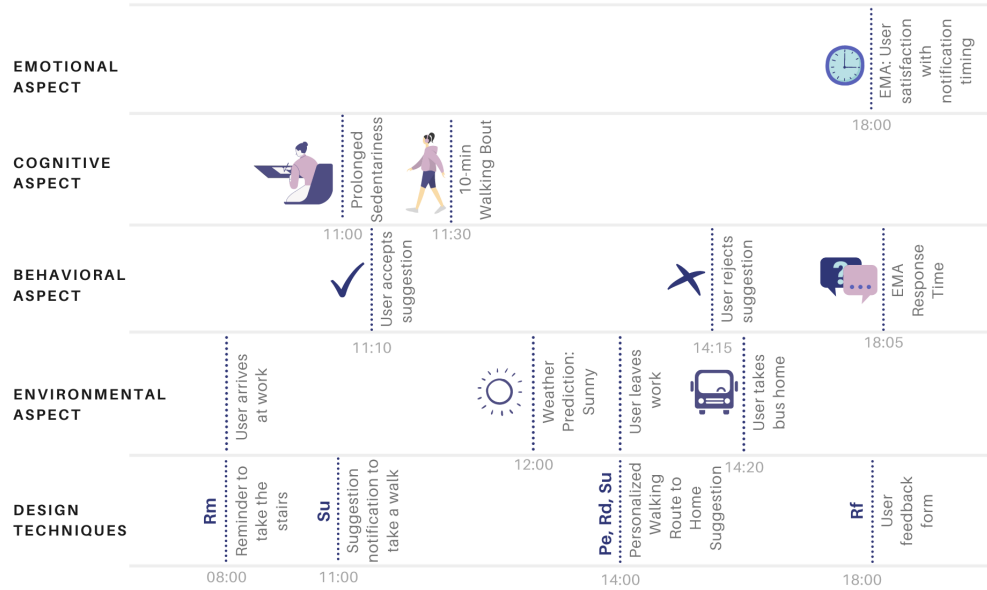 EMOTIONAL
ASPECT
EMA: User
satisfaction
with
notification
timing
18:00
COGNITIVE
ASPECT
Prolonged
Sedentariness
10-min
Walking Bout
11:00
11:30
BEHAVIORAL
ASPECT
User accepts
suggestion
User rejects
suggestion
?
EMA
Response
Time
11:10
14:15
18:05
ENVIRONMENTAL
ASPECT
User arrives
at work
Weather
Prediction:
Sunny
User leaves
work
User takes
bus home
12:00
14:20
DESIGN
TECHNIQUES
Rm
Reminder to
take the
stairs
Su
Suggestion
notification to
take a walk
Pe, Rd, Su
Personalized
Walking
Route to
Home
Suggestion
Rf
User
feedback
form
08:00
11:00
14:00
18:00